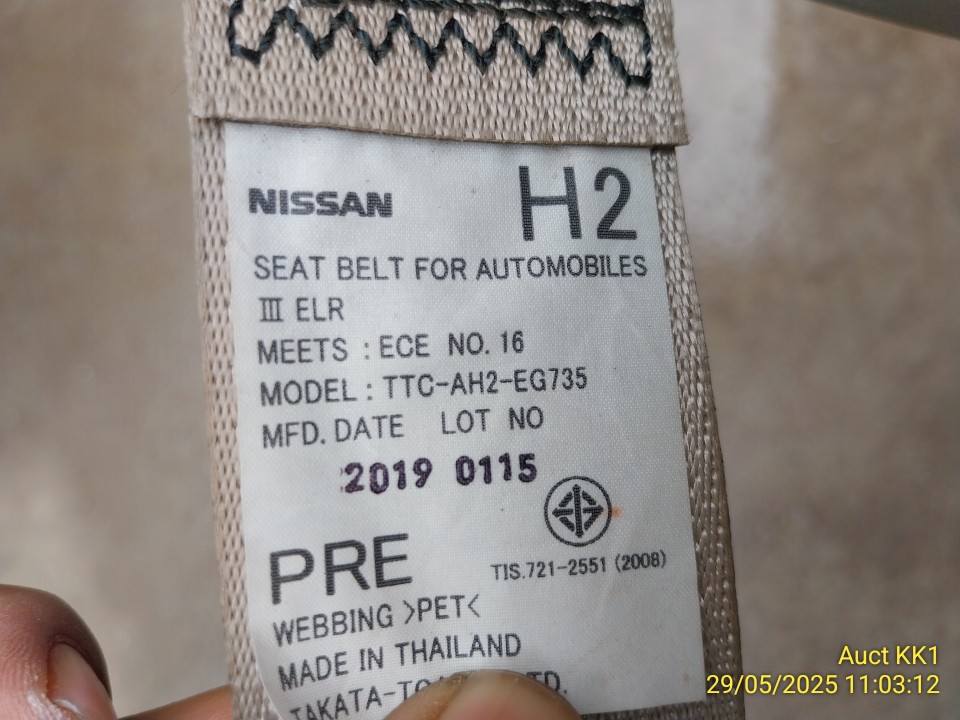 NISSAN
H2
SEAT BELT FOR AUTOMOBILES
III ELR
MEETS : ECE NO. 16
MODEL : TTC-AH2-EG735
MFD. DATE LOT NO
2019 0115
PRE
TIS.721-2551 (2008)
WEBBING >PET<
MADE IN THAILAND
Auct KK1
29/05/2025 11:03:12